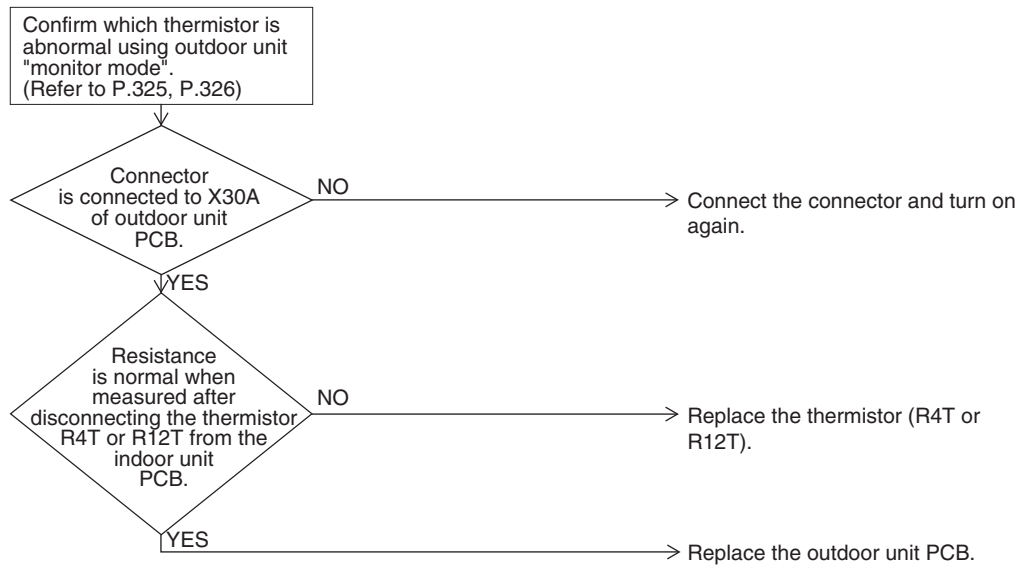 Confirm which thermistor is
abnormal using outdoor unit
"monitor mode".
(Refer to P.325, P.326)
Connector
is connected to X30A
of outdoor unit
PCB.
NO
Connect the connector and turn on
again.
YES
Resistance
is normal when
measured after
disconnecting the thermistor
R4T or R12T from the
indoor unit
PCB.
NO
Replace the thermistor (R4T or
R12T).
YES
Replace the outdoor unit PCB.